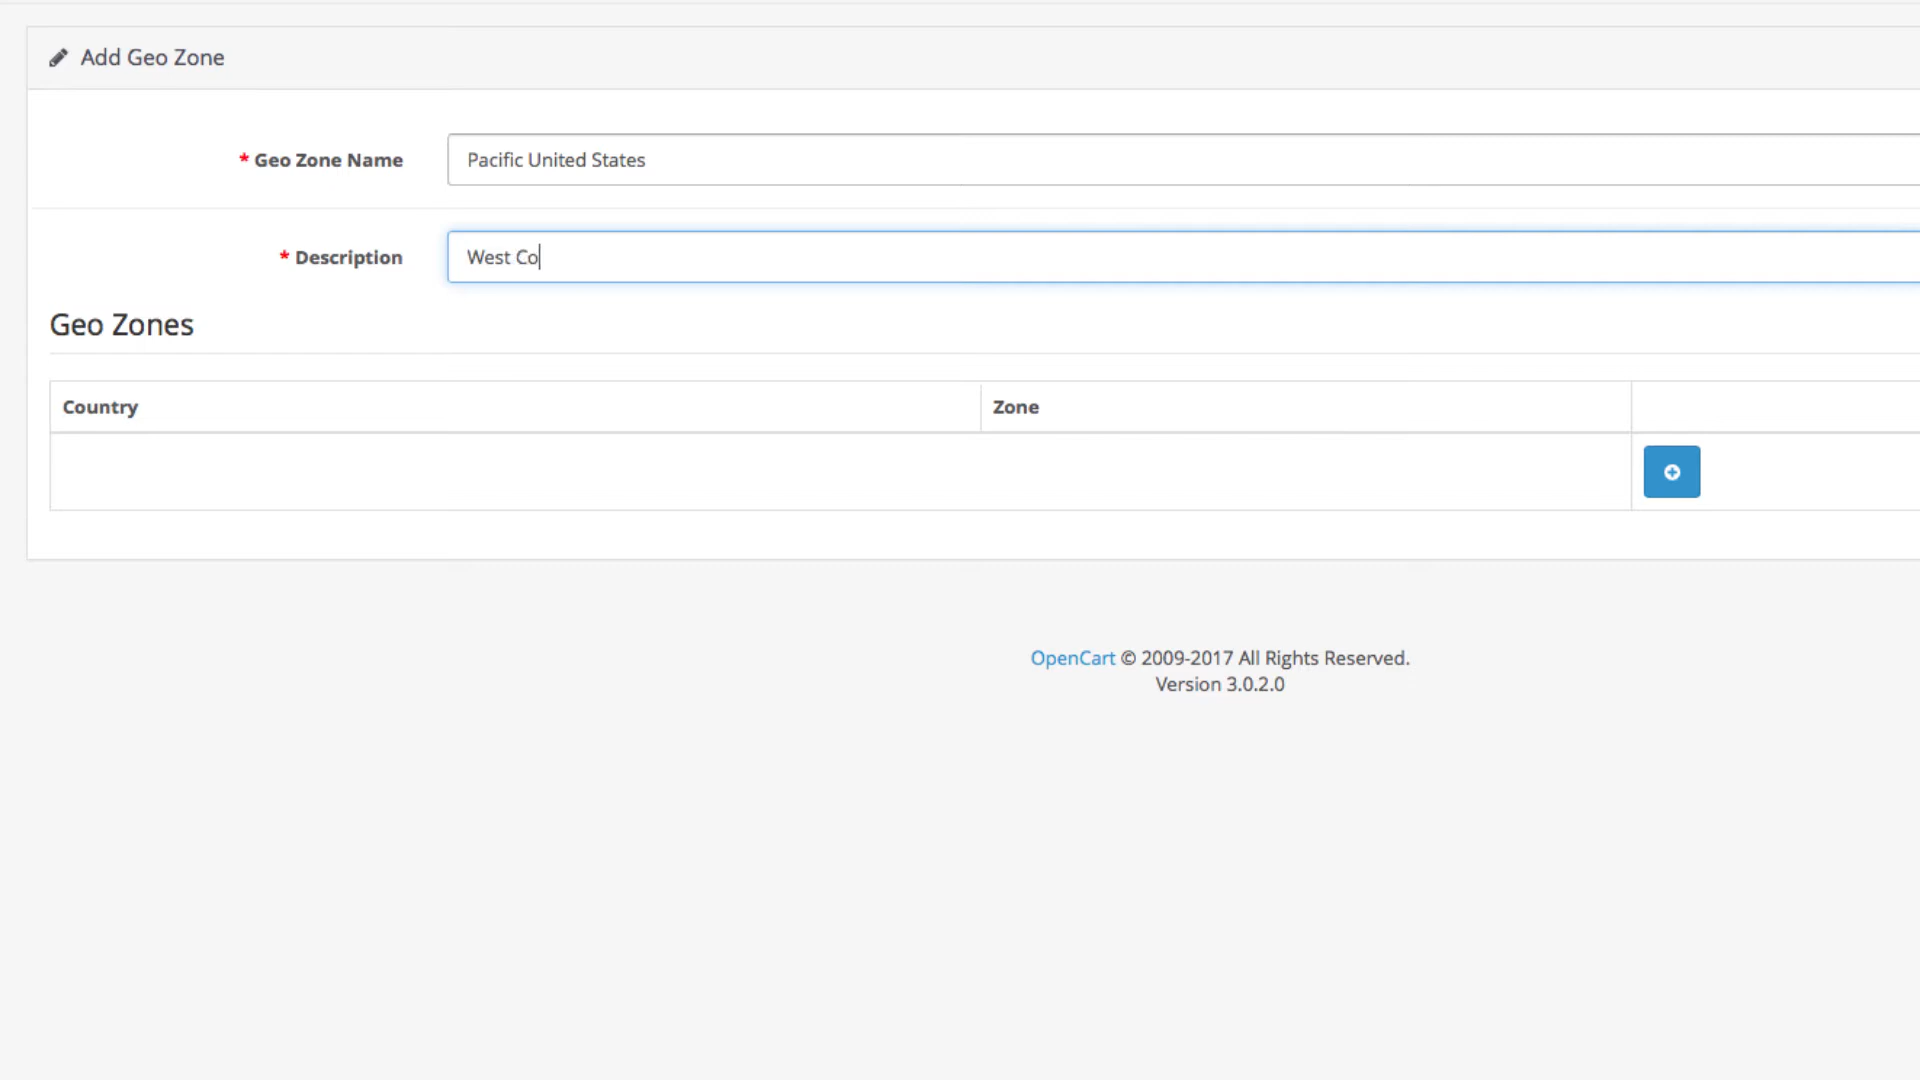 Add Geo Zone
* Geo Zone Name
Pacific United States
* Description
West Co
Geo Zones
Country
Zone
OpenCart © 2009-2017 All Rights Reserved.
Version 3.0.2.0